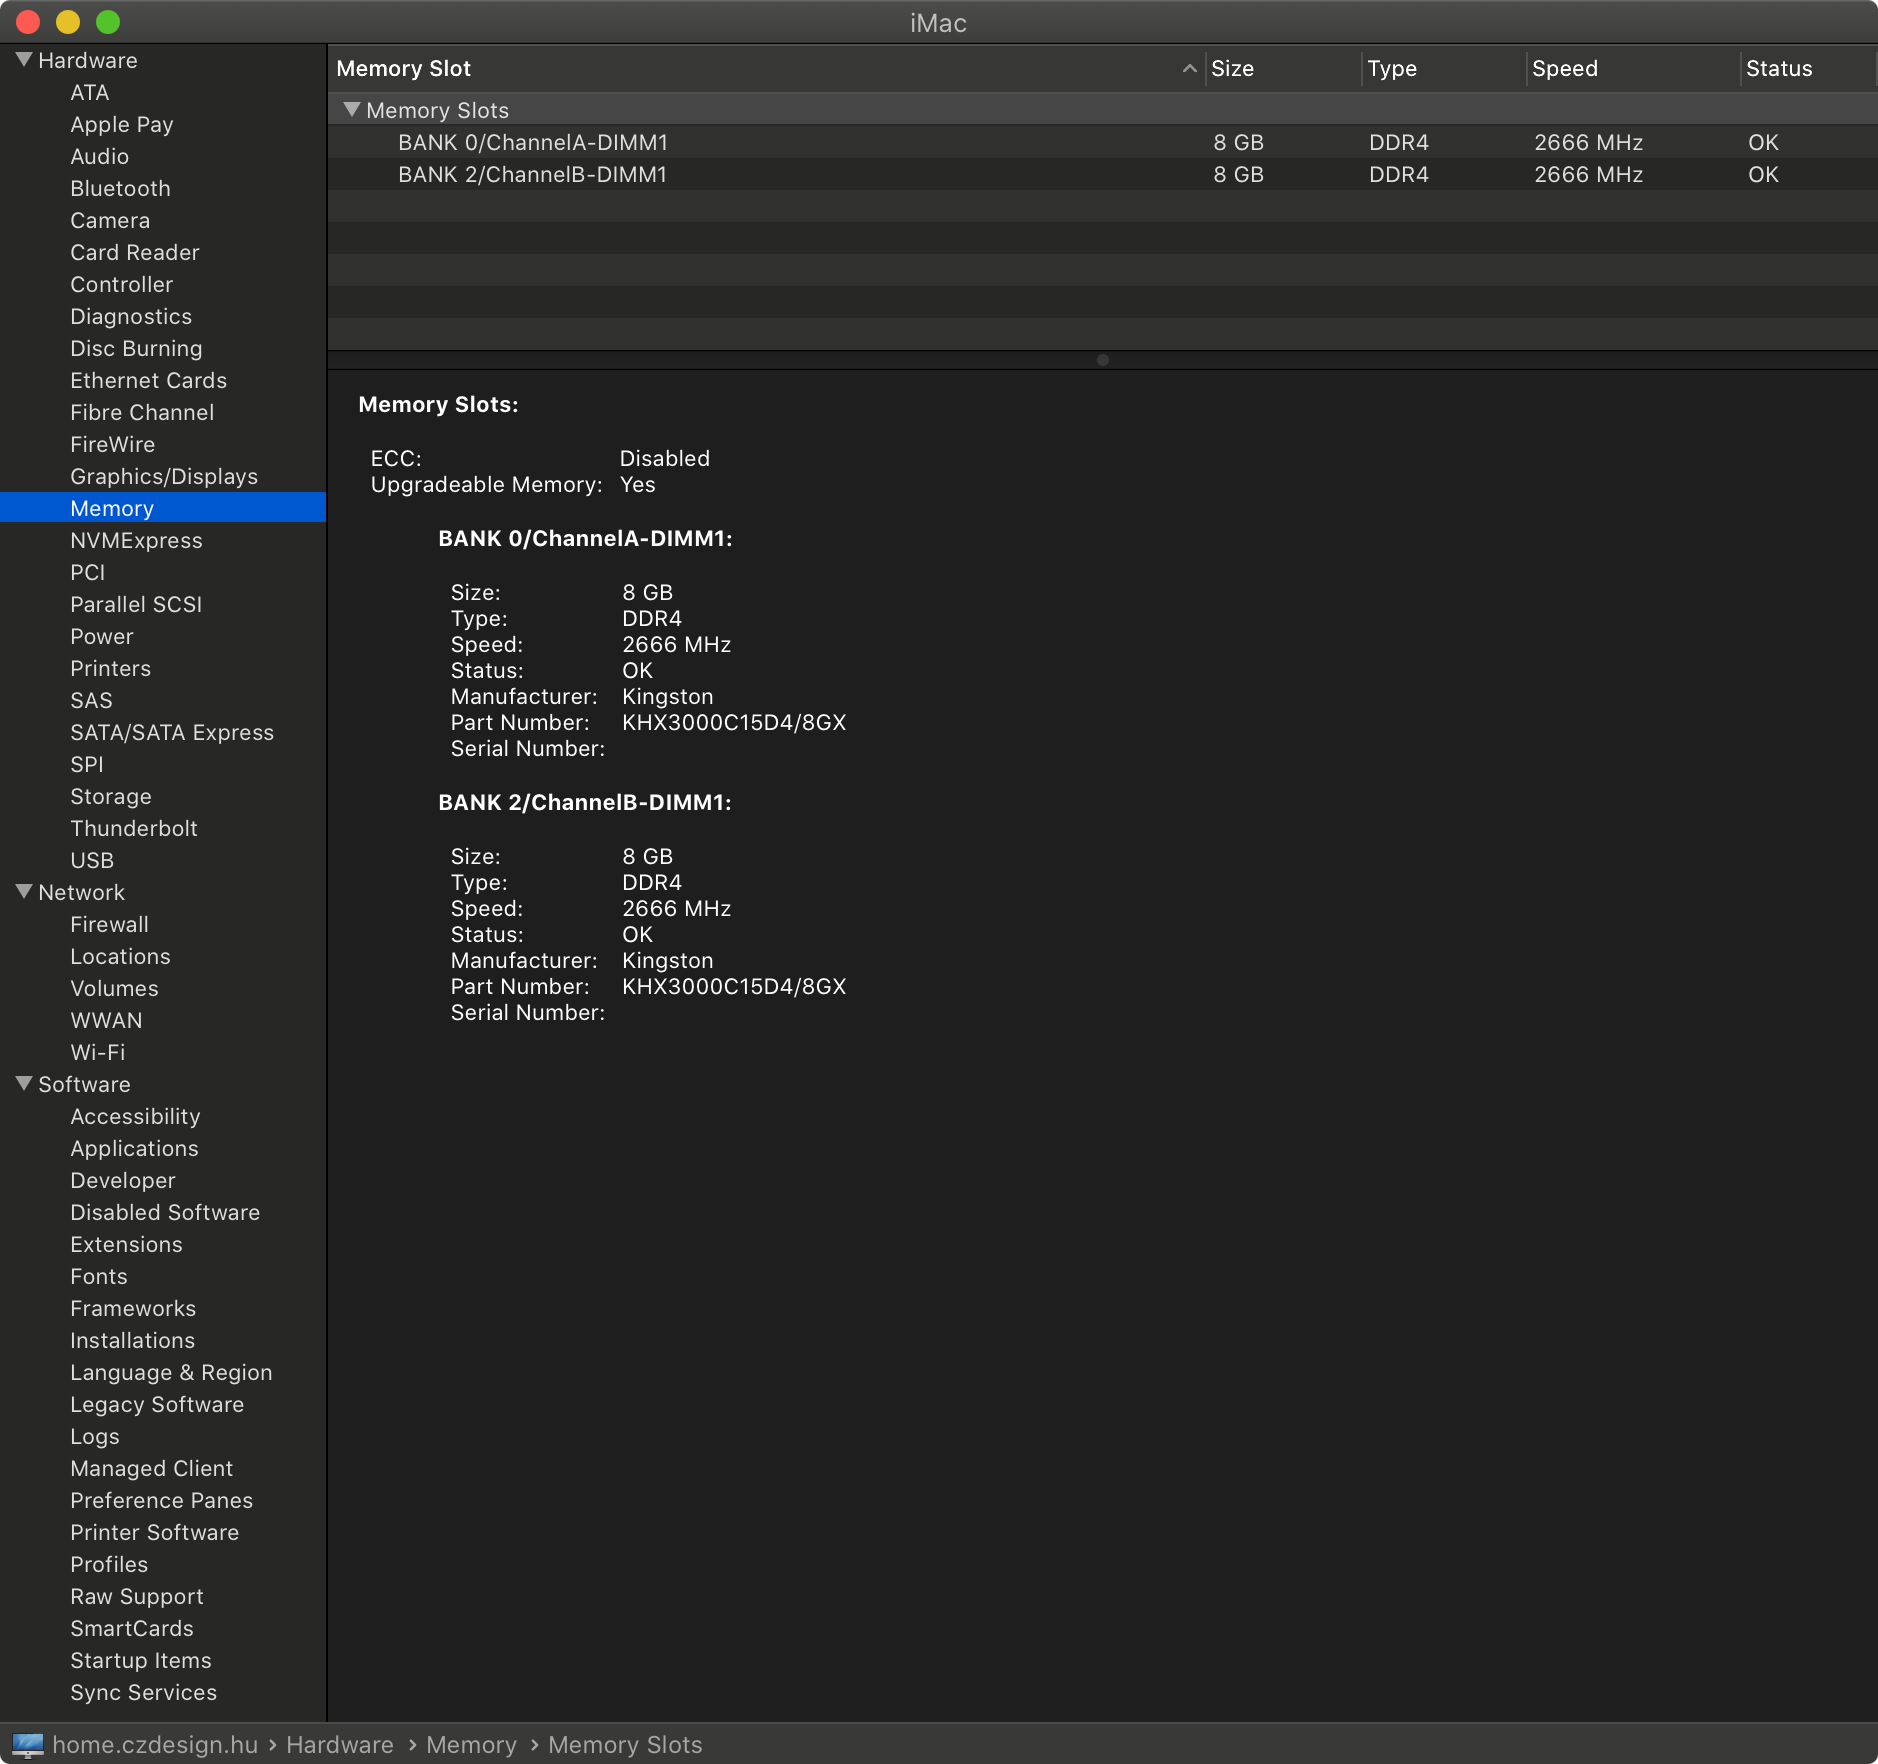 iMac
Hardware
ATA
Apple Pay
Audio
Bluetooth
Camera
Card Reader
Controller
Diagnostics
Disc Burning
Ethernet Cards
Fibre Channel
FireWire
Graphics/Displays
Memory
NVMExpress
PCI
Parallel SCSI
Power
Printers
SAS
SATA/SATA Express
SPI
Storage
Thunderbolt
USB
Network
Firewall
Locations
Volumes
WWAN
Wi-Fi
Software
Accessibility
Applications
Developer
Disabled Software
Extensions
Fonts
Frameworks
Installations
Language & Region
Legacy Software
Logs
Managed Client
Preference Panes
Printer Software
Profiles
Raw Support
SmartCards
Startup Items
Sync Services
Memory Slot Size Type Speed Status
Memory Slots
BANK 0/ChannelA-DIMM1 8 GB DDR4 2666 MHz OK
BANK 2/ChannelB-DIMM1 8 GB DDR4 2666 MHz OK
Memory Slots:
ECC: Disabled
Upgradeable Memory: Yes
BANK 0/ChannelA-DIMM1:
Size: 8 GB
Type: DDR4
Speed: 2666 MHz
Status: OK
Manufacturer: Kingston
Part Number: KHX3000C15D4/8GX
Serial Number:
BANK 2/ChannelB-DIMM1:
Size: 8 GB
Type: DDR4
Speed: 2666 MHz
Status: OK
Manufacturer: Kingston
Part Number: KHX3000C15D4/8GX
Serial Number:
home.czdesign.hu › Hardware › Memory › Memory Slots